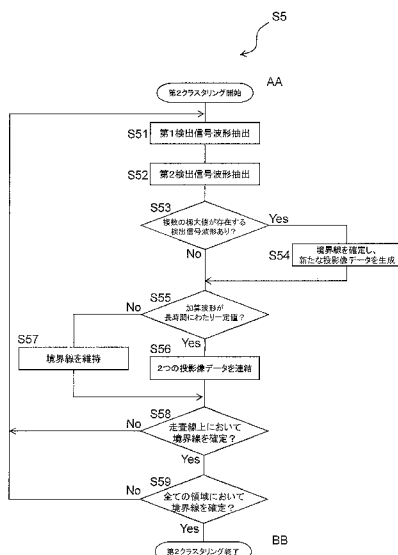 S5
AA
第2クラスタリング開始
S51
第1検出信号波形抽出
S52
第2検出信号波形抽出
S53
複数の極大値が存在する
検出信号波形あり?
Yes
No
S54
境界線を確定し、
新たな投影像データを生成
S55
加算波形が
長時間にわたり一定値?
No
Yes
S57
境界線を維持
S56
2つの投影像データを連結
S58
走査線上において
境界線を確定?
No
Yes
S59
全ての領域において
境界線を確定?
No
Yes
BB
第2クラスタリング終了